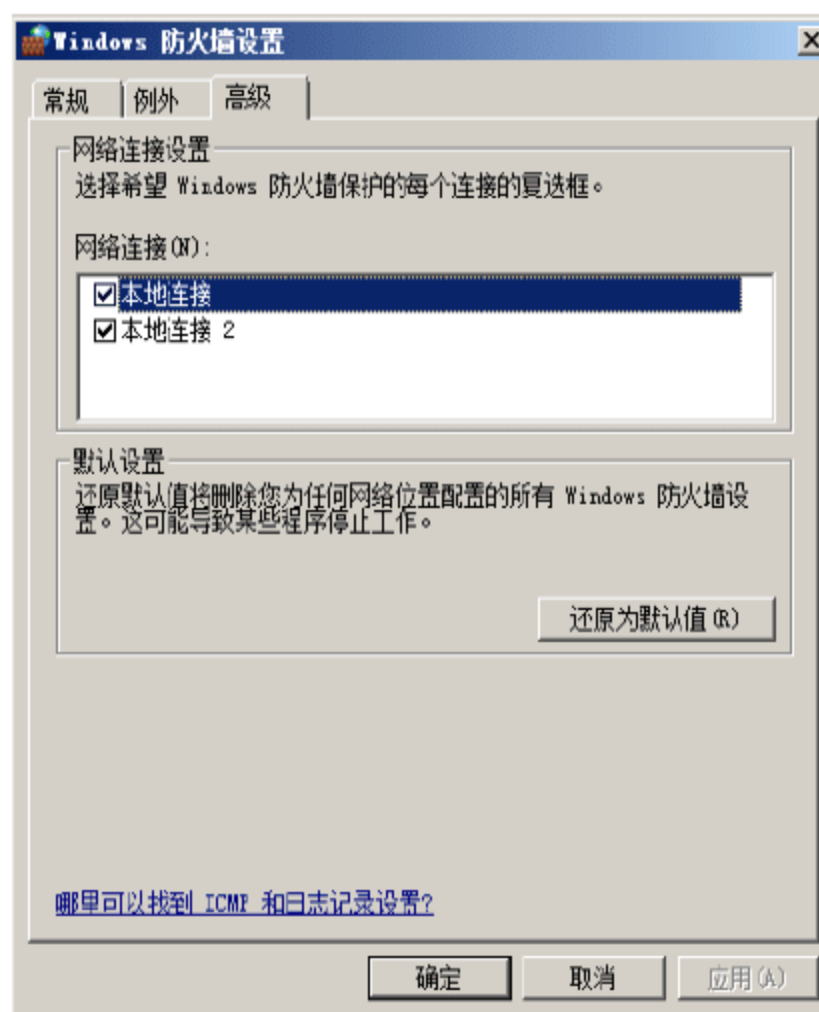 Windows 防火墙设置
常规 例外 高级
网络连接设置
选择希望 Windows 防火墙保护的每个连接的复选框。
网络连接(N):
本地连接
本地连接 2
默认设置
还原默认值将删除您为任何网络位置配置的所有 Windows 防火墙设
置。这可能导致某些程序停止工作。
还原为默认值(R)
哪里可以找到 ICMP 和日志记录设置?
确定 取消 应用(A)